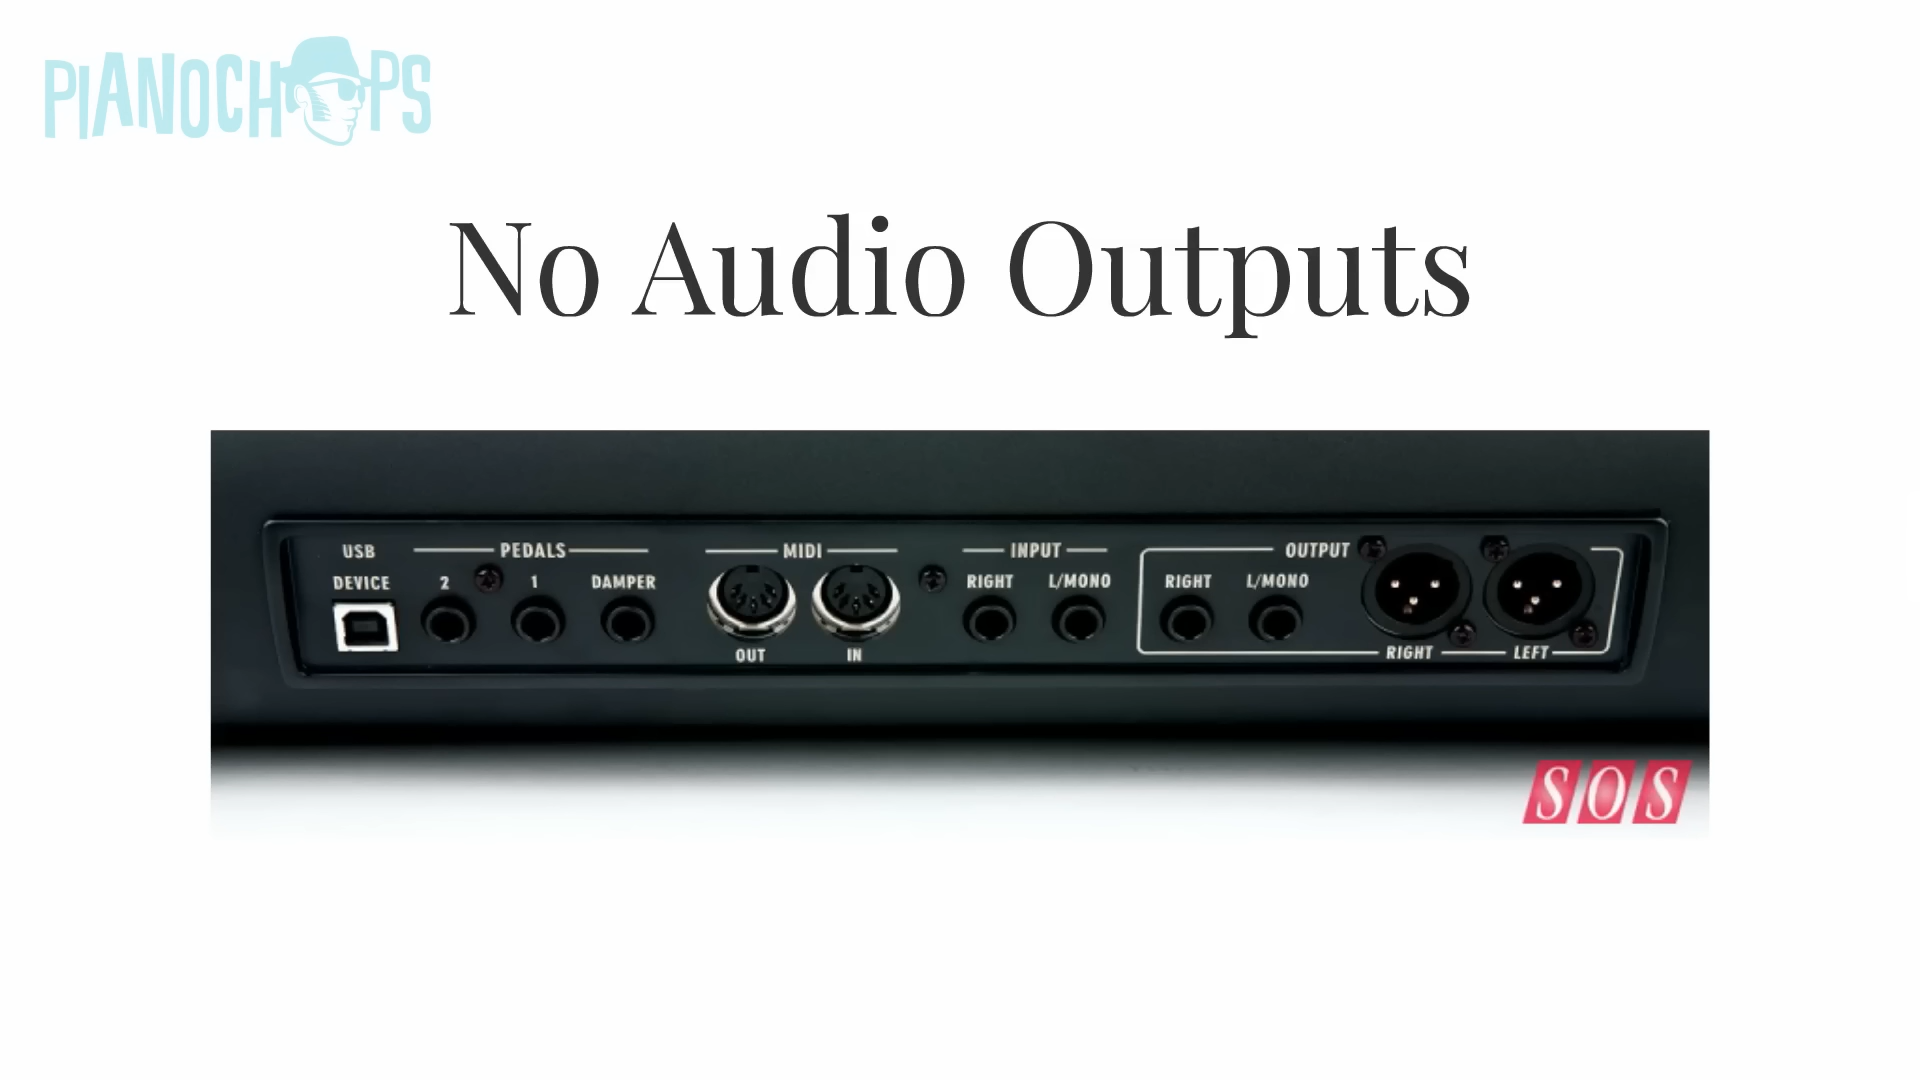 PIANOCHOPS
No Audio Outputs
USB PEDALS MIDI INPUT OUTPUT
DEVICE 2 1 DAMPER RIGHT L/MONO RIGHT L/MONO
OUT IN RIGHT LEFT
SOS